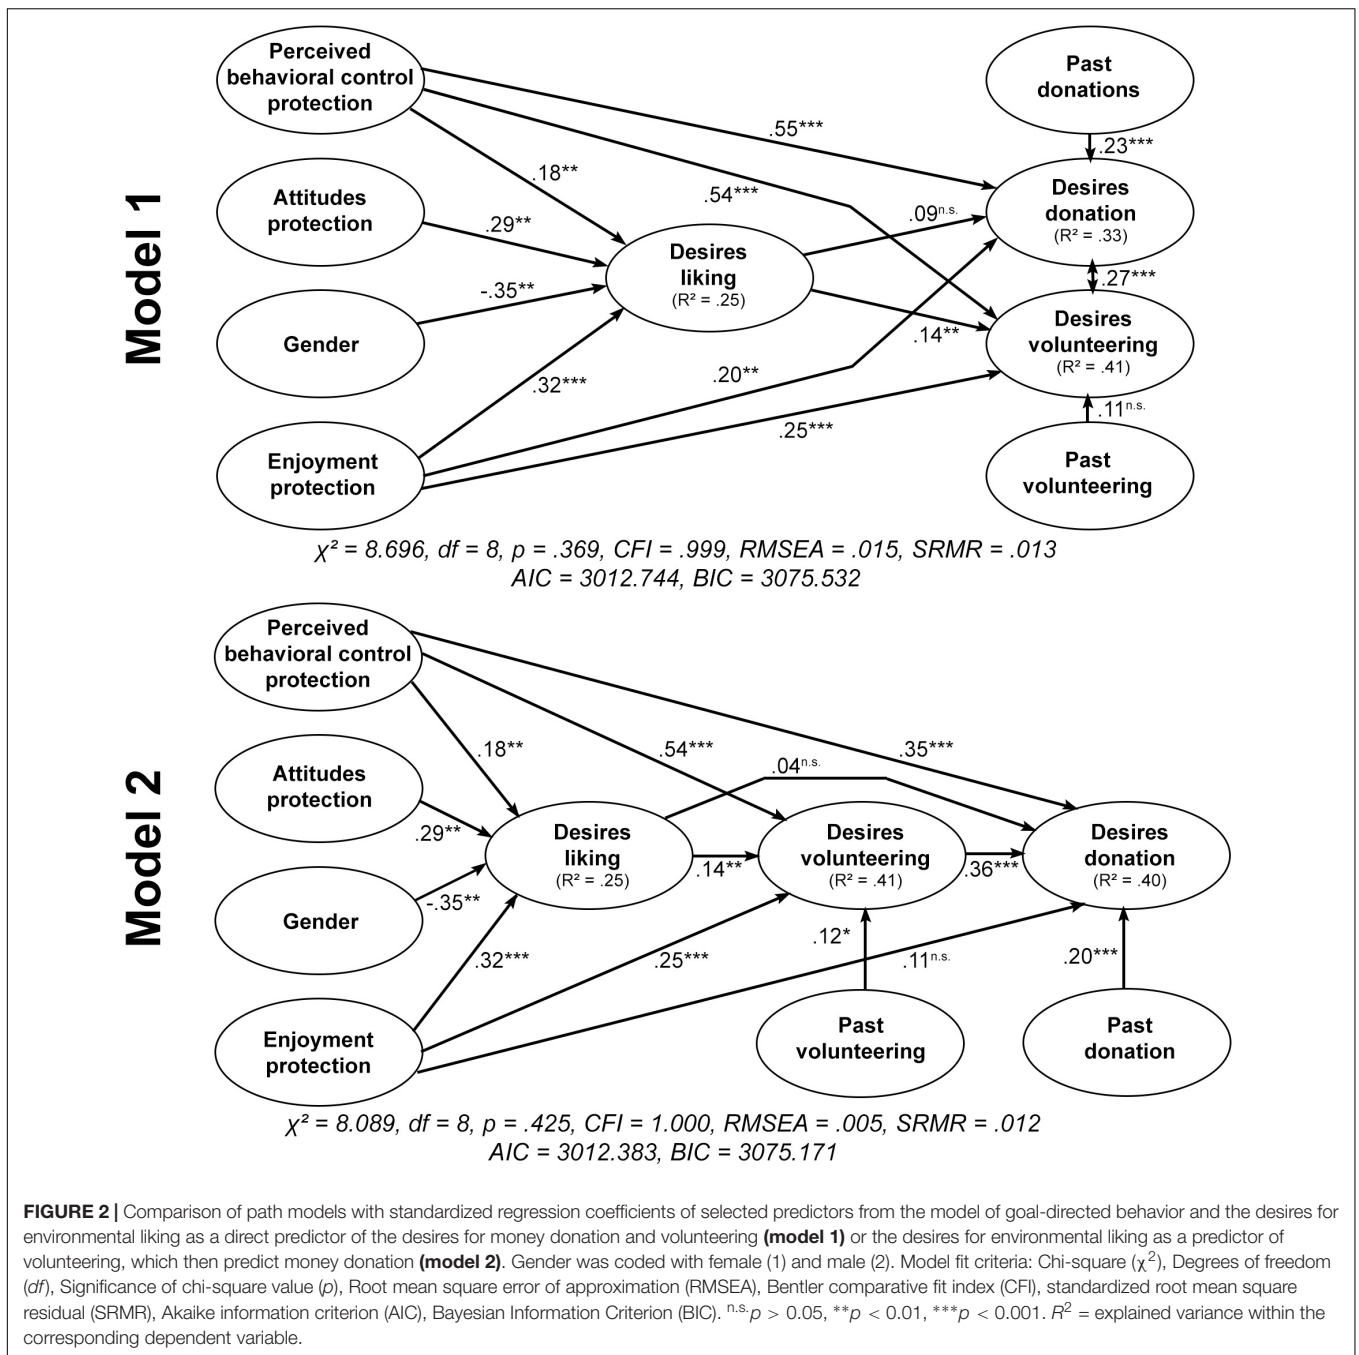 Model 1
Perceived
behavioral control
protection
Past
donations
.55***
.23***
.18**
Attitudes
protection
.54***
Desires
donation
(R² = .33)
.29**
.09n.s.
Desires
liking
(R² = .25)
.27***
-.35**
Gender
.14**
Desires
volunteering
(R² = .41)
.32***
.20**
.25***
.11n.s.
Enjoyment
protection
Past
volunteering
χ² = 8.696, df = 8, p = .369, CFI = .999, RMSEA = .015, SRMR = .013
AIC = 3012.744, BIC = 3075.532
Model 2
Perceived
behavioral control
protection
.18**
.54***
.35***
Attitudes
protection
.04n.s.
.29**
Desires
liking
(R² = .25)
.14**
Desires
volunteering
(R² = .41)
.36***
Desires
donation
(R² = .40)
Gender
-.35**
.32***
.25***
.12*
.11n.s.
.20***
Enjoyment
protection
Past
volunteering
Past
donation
χ² = 8.089, df = 8, p = .425, CFI = 1.000, RMSEA = .005, SRMR = .012
AIC = 3012.383, BIC = 3075.171
FIGURE 2 | Comparison of path models with standardized regression coefficients of selected predictors from the model of goal-directed behavior and the desires for
environmental liking as a direct predictor of the desires for money donation and volunteering (model 1) or the desires for environmental liking as a predictor of
volunteering, which then predict money donation (model 2). Gender was coded with female (1) and male (2). Model fit criteria: Chi-square (χ²), Degrees of freedom
(df), Significance of chi-square value (p), Root mean square error of approximation (RMSEA), Bentler comparative fit index (CFI), standardized root mean square
residual (SRMR), Akaike information criterion (AIC), Bayesian Information Criterion (BIC). n.s.p > 0.05, **p < 0.01, ***p < 0.001. R² = explained variance within the
corresponding dependent variable.